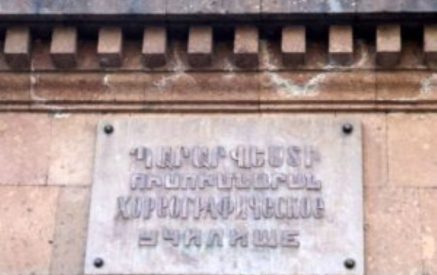 ՊԱՐԱՐՎԵՍՏԻ
ՈՒՍՈՒՄՆԱՐԱՆ
ХОРЕОГРАФИЧЕСКОЕ
УЧИЛИЩЕ